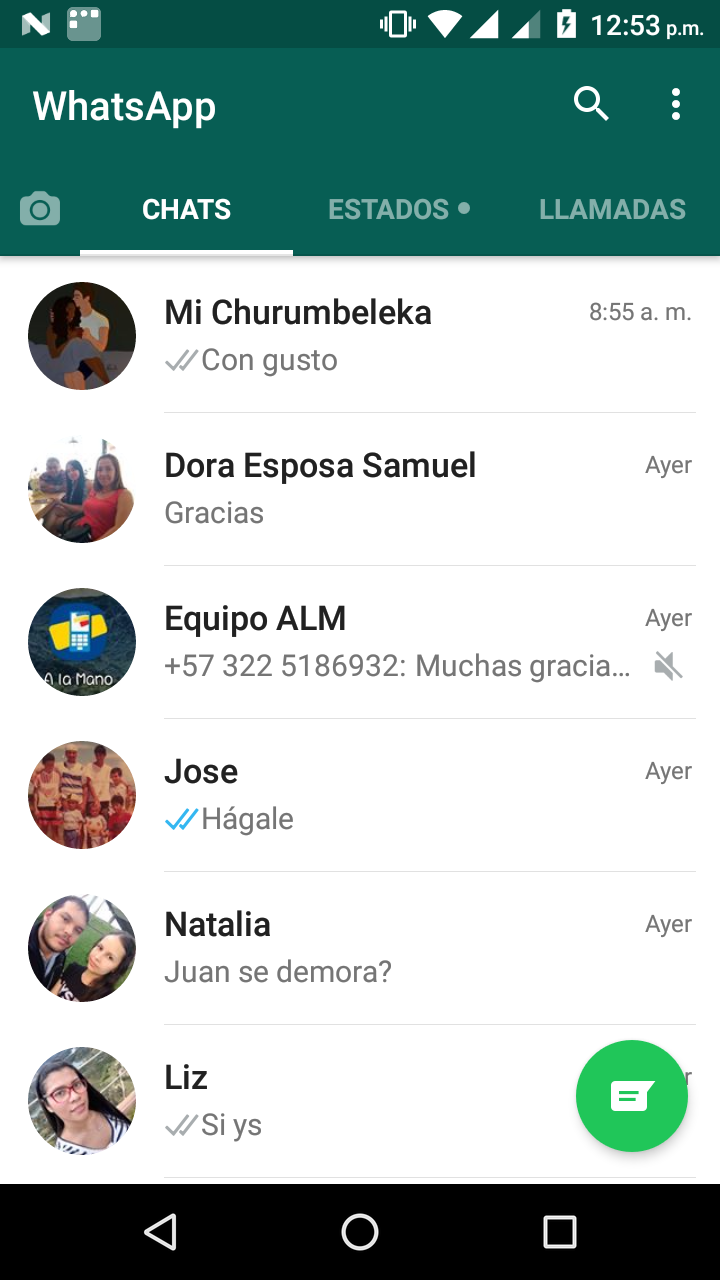 12:53 p.m.
WhatsApp
CHATS
ESTADOS
LLAMADAS
Mi Churumbeleka
8:55 a. m.
Con gusto
Dora Esposa Samuel
Ayer
Gracias
Equipo ALM
Ayer
+57 322 5186932: Muchas gracia...
A la Mano
Jose
Ayer
Hágale
Natalia
Ayer
Juan se demora?
Liz
Si ys